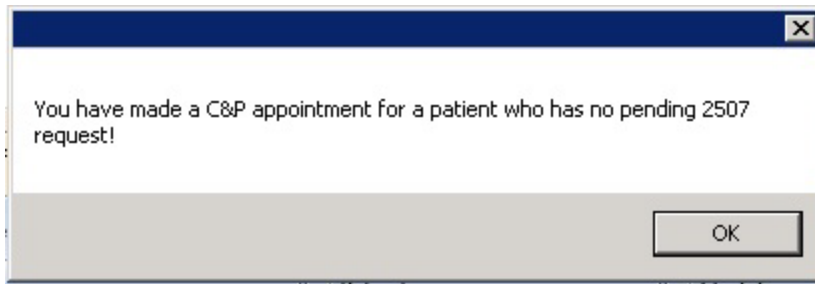 You have made a C&P appointment for a patient who has no pending 2507
request!
OK